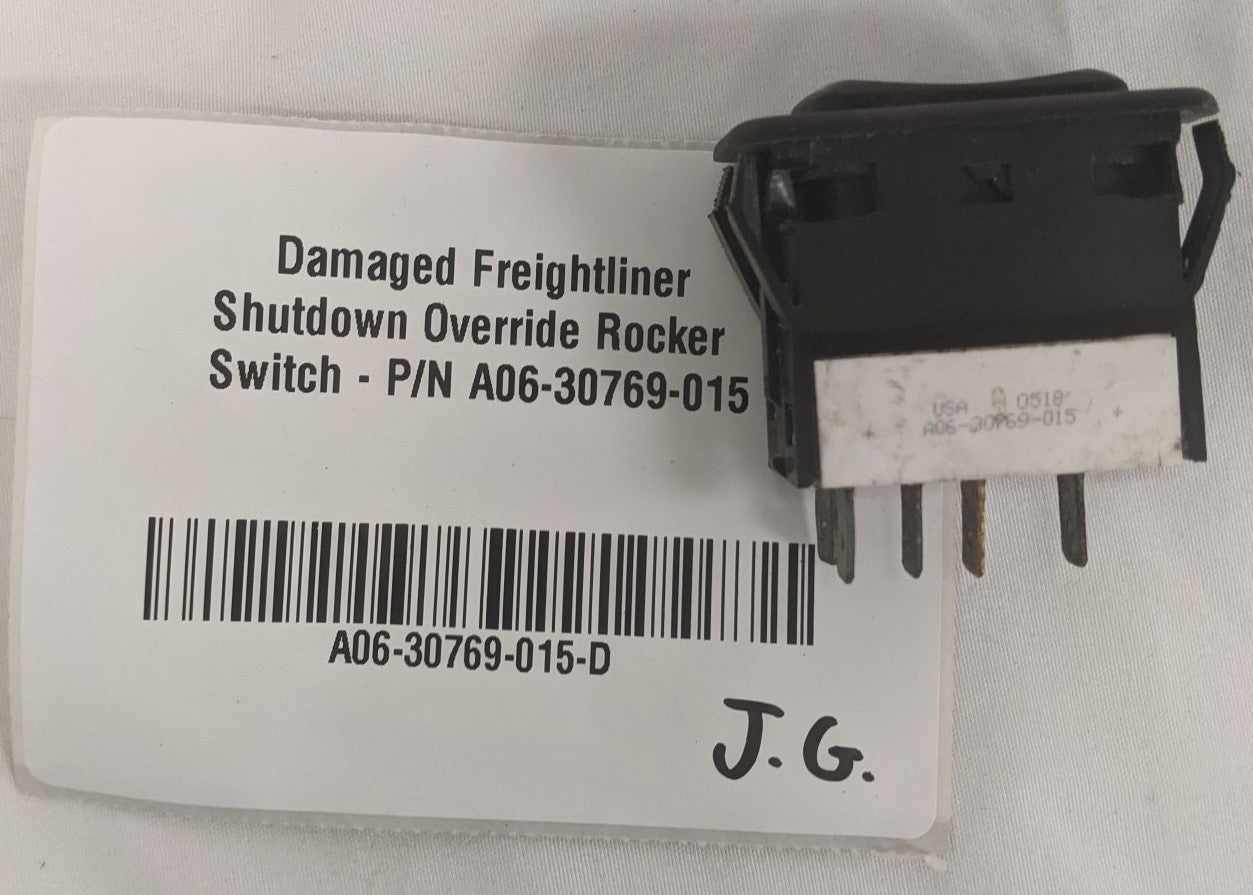 Damaged Freightliner
Shutdown Override Rocker
Switch - P/N A06-30769-015
A06-30769-015-D
J.G.
USA A 0518
A06-30769-015